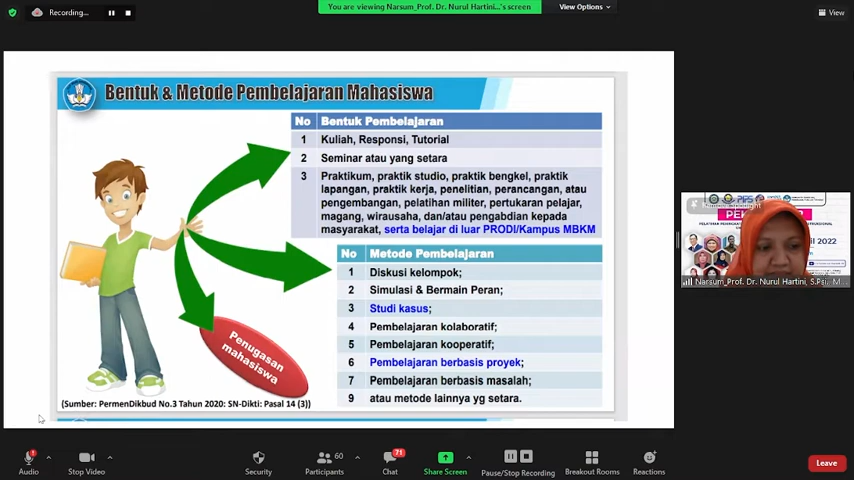 Recording...
You are viewing Narsum_Prof. Dr. Nurul Hartini...'s screen
View Options
View
Bentuk & Metode Pembelajaran Mahasiswa
No Bentuk Pembelajaran
1 Kuliah, Responsi, Tutorial
2 Seminar atau yang setara
3 Praktikum, praktik studio, praktik bengkel, praktik
lapangan, praktik kerja, penelitian, perancangan, atau
pengembangan, pelatihan militer, pertukaran pelajar,
magang, wirausaha, dan/atau pengabdian kepada
masyarakat, serta belajar di luar PRODI/Kampus MBKM
No Metode Pembelajaran
1 Diskusi kelompok;
2 Simulasi & Bermain Peran;
3 Studi kasus;
4 Pembelajaran kolaboratif;
5 Pembelajaran kooperatif;
6 Pembelajaran berbasis proyek;
7 Pembelajaran berbasis masalah;
9 atau metode lainnya yg setara.
Penugasan
mahasiswa
(Sumber: PermenDikbud No.3 Tahun 2020: SN-Dikti: Pasal 14 (3))
2022
Narsum_Prof. Dr. Nurul Hartini, S.Psi., M...
Audio
Stop Video
Security
60
Participants
71
Chat
Share Screen
Pause/Stop Recording
Breakout Rooms
Reactions
Leave